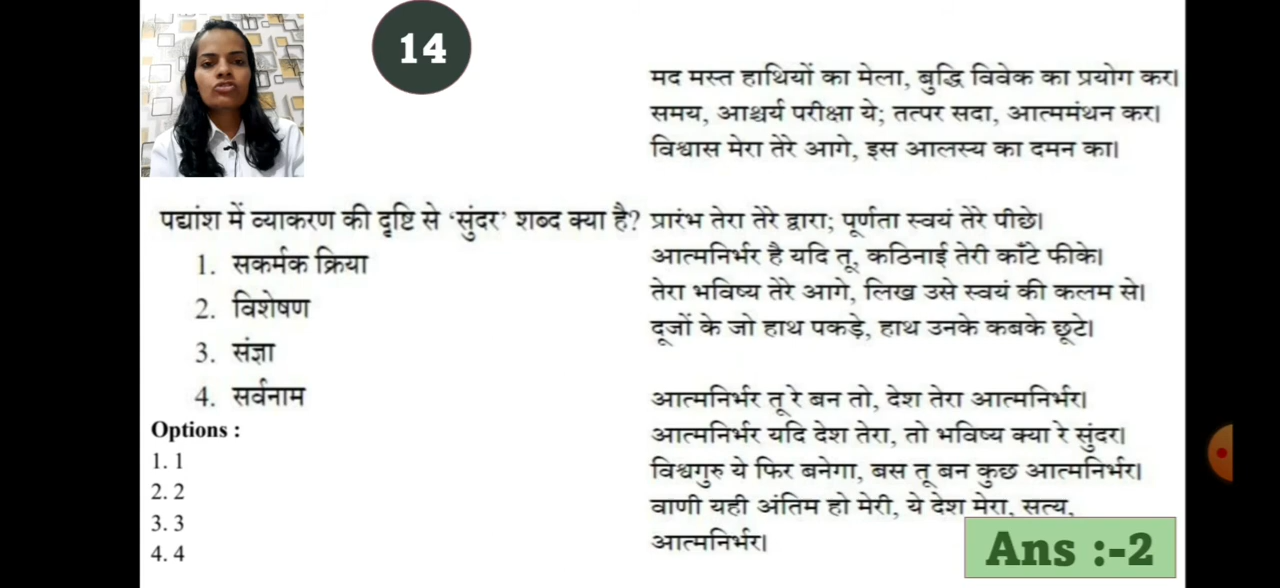 14
पद्यांश में व्याकरण की दृष्टि से ‘सुंदर’ शब्द क्या है?
1. सकर्मक क्रिया
2. विशेषण
3. संज्ञा
4. सर्वनाम
Options :
1. 1
2. 2
3. 3
4. 4
मद मस्त हाथियों का मेला, बुद्धि विवेक का प्रयोग कर।
समय, आश्चर्य परीक्षा ये; तत्पर सदा, आत्ममंथन कर।
विश्वास मेरा तेरे आगे, इस आलस्य का दमन का।
प्रारंभ तेरा तेरे द्वारा; पूर्णता स्वयं तेरे पीछे।
आत्मनिर्भर है यदि तू, कठिनाई तेरी काँटे फीके।
तेरा भविष्य तेरे आगे, लिख उसे स्वयं की कलम से।
दूजों के जो हाथ पकड़े, हाथ उनके कबके छूटे।
आत्मनिर्भर तू रे बन तो, देश तेरा आत्मनिर्भर।
आत्मनिर्भर यदि देश तेरा, तो भविष्य क्या रे सुंदर।
विश्वगुरु ये फिर बनेगा, बस तू बन कुछ आत्मनिर्भर।
वाणी यही अंतिम हो मेरी, ये देश मेरा, सत्य,
आत्मनिर्भर।
Ans :-2